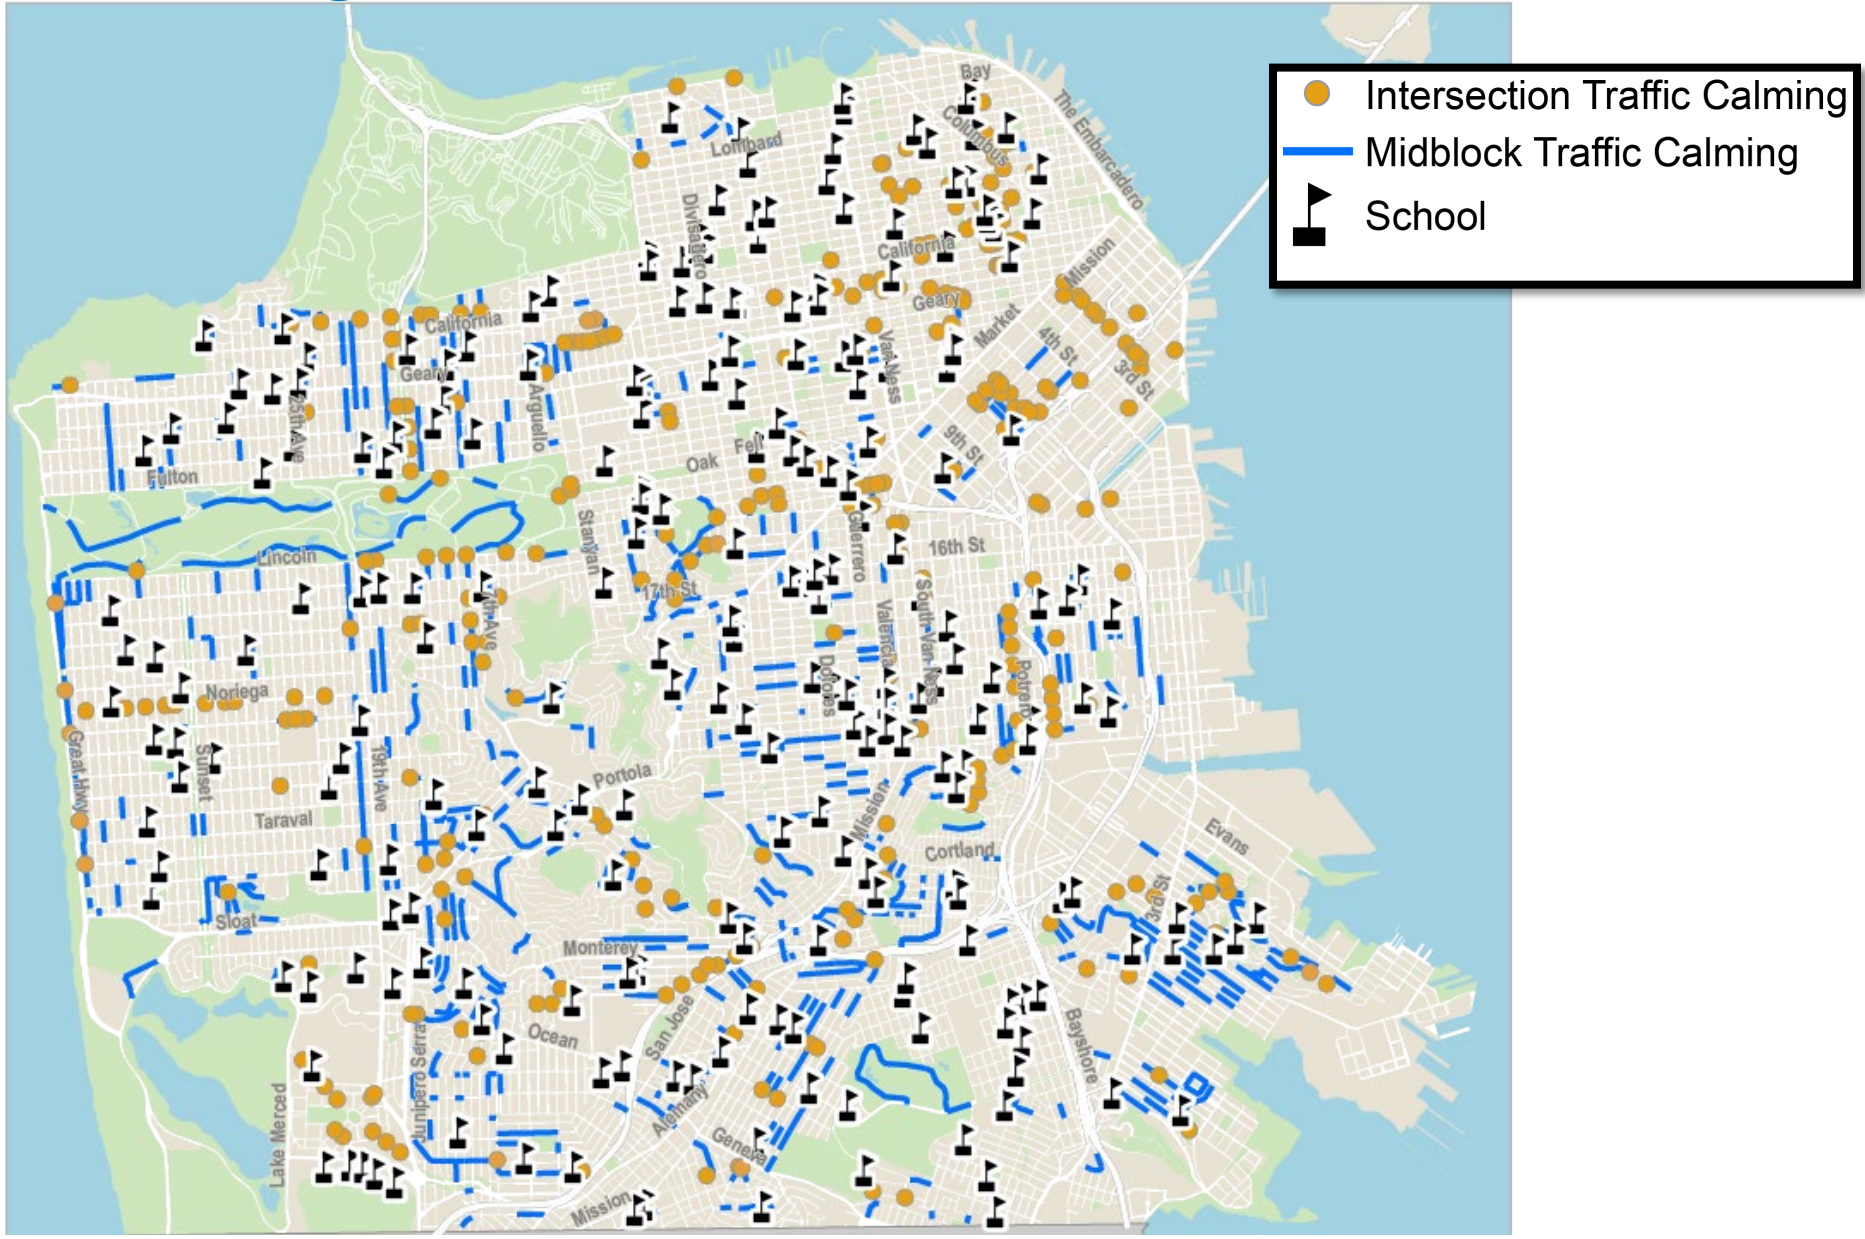 Intersection Traffic Calming
Midblock Traffic Calming
School
Bay
The Embarcadero
Columbus
Lombard
Divisadero
California
Mission
Geary
Market
4th St
3rd St
California
Geary
Van Ness
Arguello
25th Ave
9th St
Fell
Oak
Fulton
Stanyan
Guerrero
16th St
Lincoln
17th St
7th Ave
Valencia
South Van Ness
Dolores
Potrero
Noriega
Great Hwy
Sunset
19th Ave
Portola
Taraval
Mission
Cortland
Evans
3rd St
Sloat
Monterey
San Jose
Ocean
Junipero Serra
Bayshore
Lake Merced
Alemany
Geneva
Mission